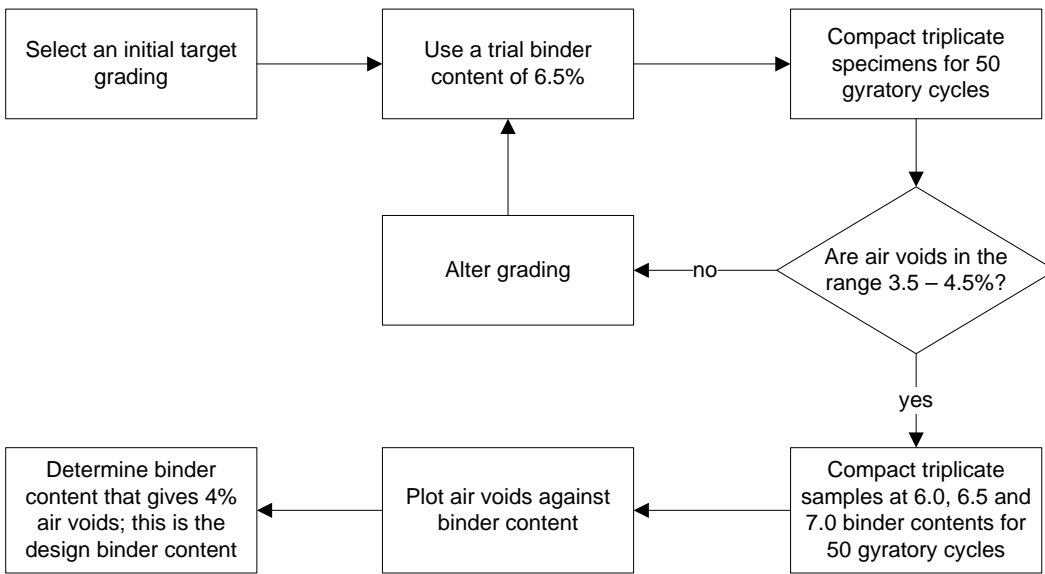 Select an initial target
grading
Use a trial binder
content of 6.5%
Compact triplicate
specimens for 50
gyratory cycles
Are air voids in the
range 3.5 – 4.5%?
no
Alter grading
yes
Compact triplicate
samples at 6.0, 6.5 and
7.0 binder contents for
50 gyratory cycles
Plot air voids against
binder content
Determine binder
content that gives 4%
air voids; this is the
design binder content